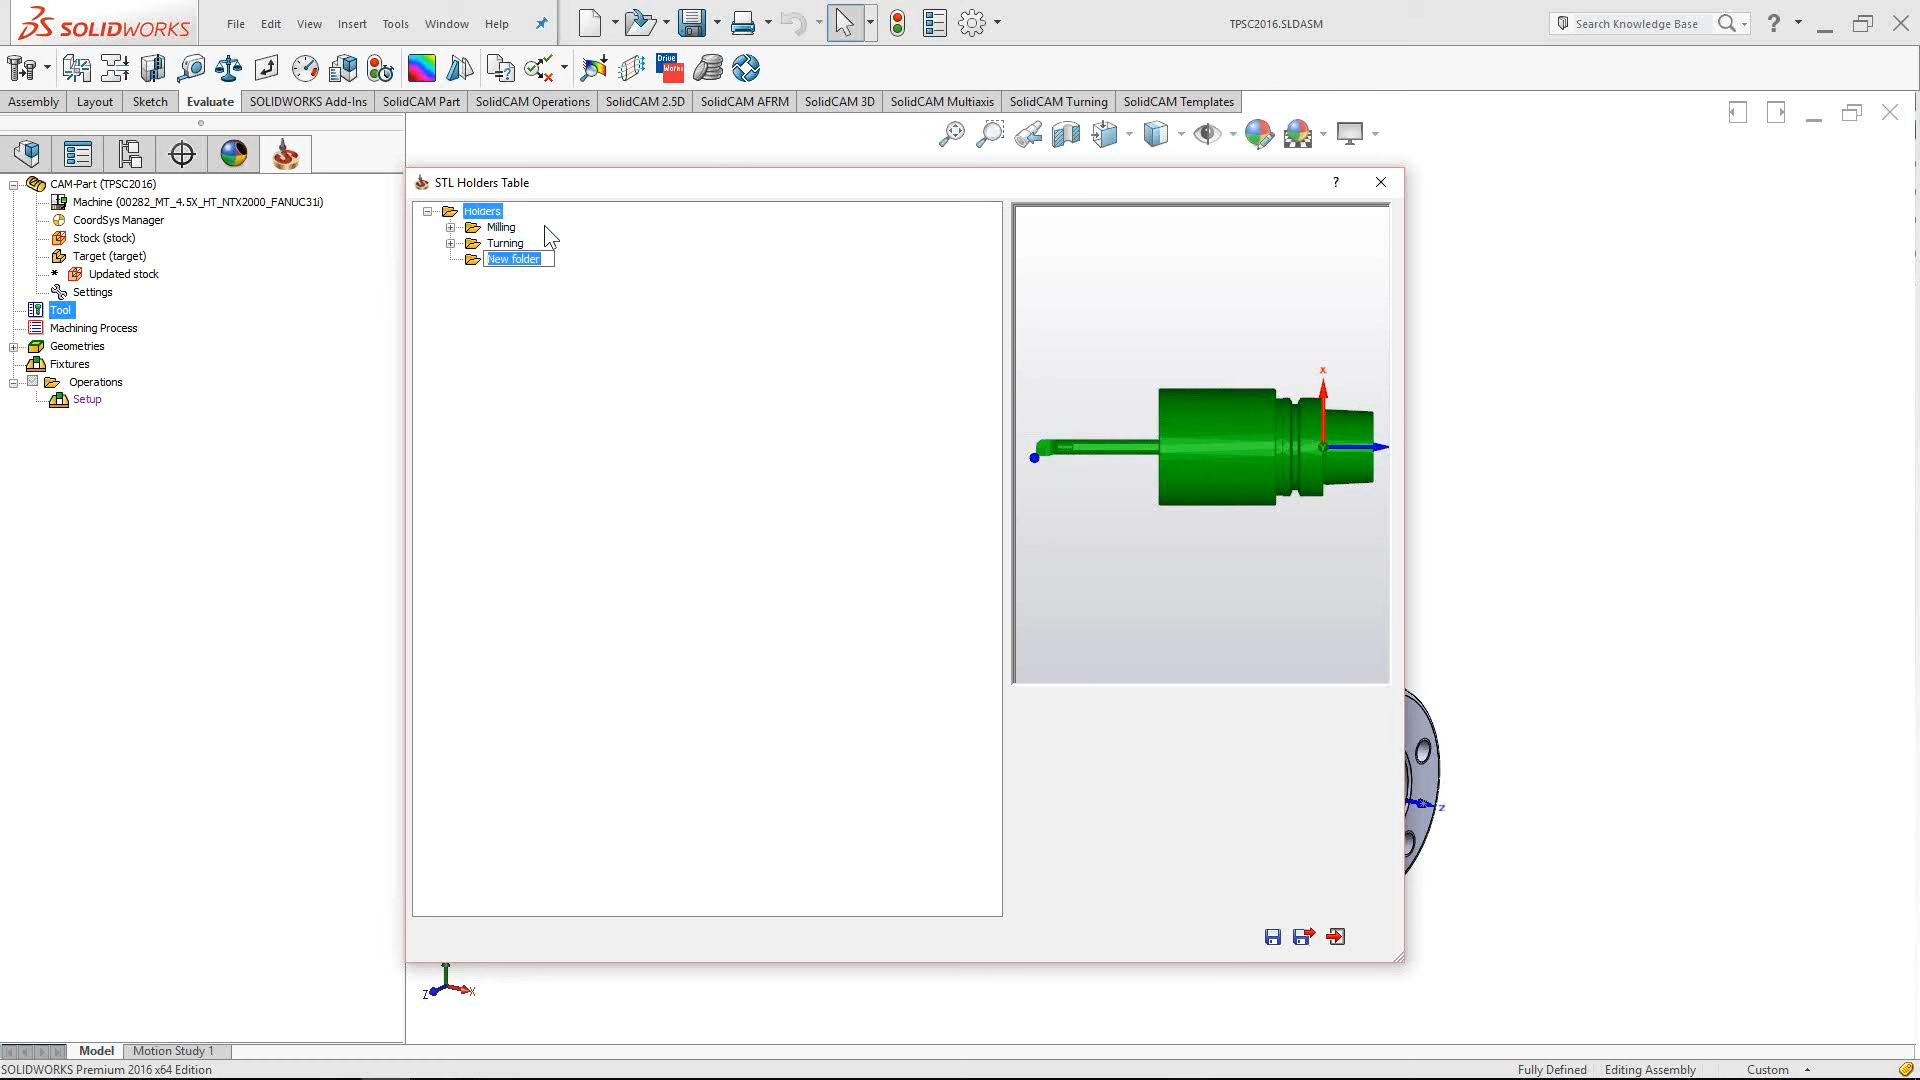 SOLIDWORKS File Edit View Insert Tools Window Help TPSC2016.SLDASM Search Knowledge Base ?
Drive Works
Assembly Layout Sketch Evaluate SOLIDWORKS Add-Ins SolidCAM Part SolidCAM Operations SolidCAM 2.5D SolidCAM AFRM SolidCAM 3D SolidCAM Multiaxis SolidCAM Turning SolidCAM Templates
CAM-Part (TPSC2016)
Machine (00282_MT_4.5X_HT_NTX2000_FANUC31i)
CoordSys Manager
Stock (stock)
Target (target)
* Updated stock
Settings
Tool
Machining Process
Geometries
Fixtures
Operations
Setup
STL Holders Table ?
Holders
Milling
Turning
New folder
X
Z
Z X
Model Motion Study 1
SOLIDWORKS Premium 2016 x64 Edition Fully Defined Editing Assembly Custom